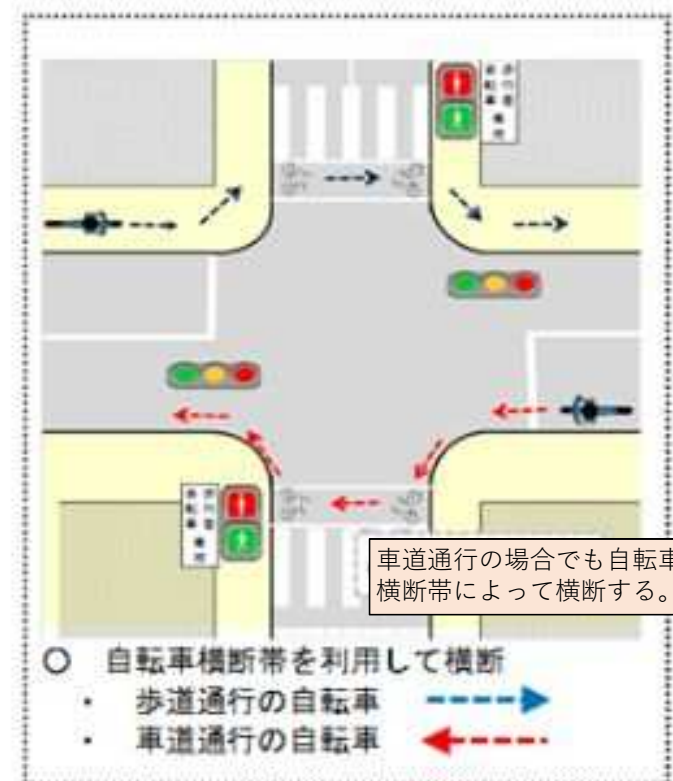 車道通行の場合でも自転車
横断帯によって横断する。
○ 自転車横断帯を利用して横断
・ 歩道通行の自転車
・ 車道通行の自転車